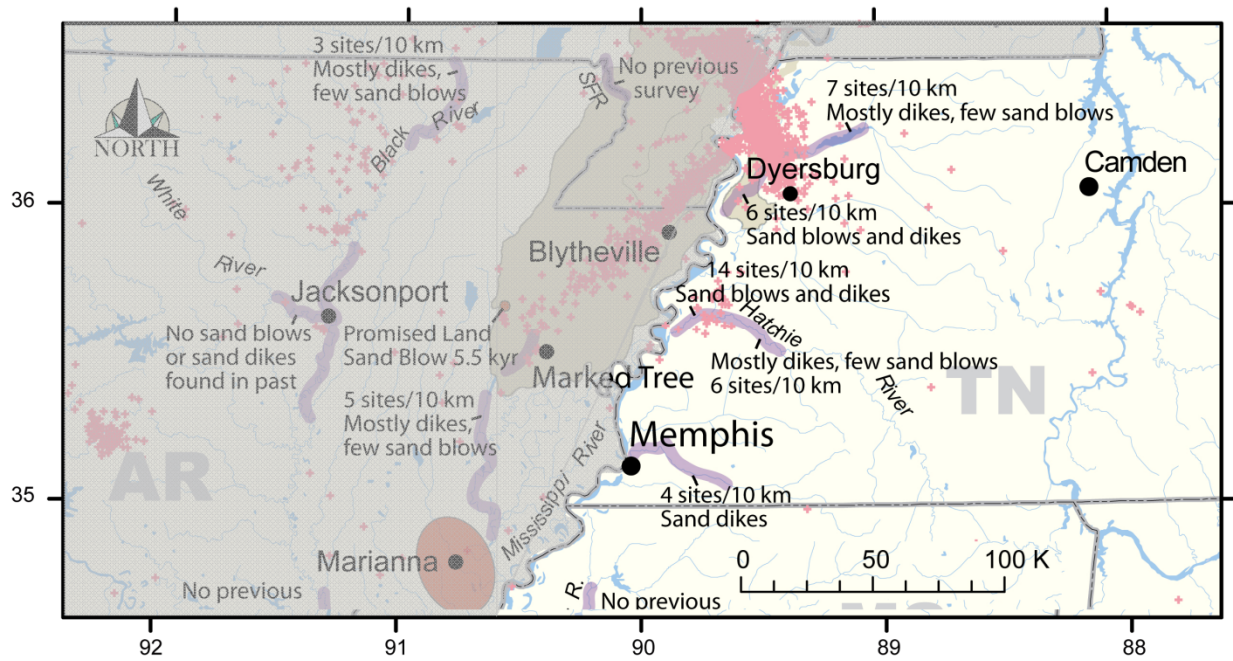 3 sites/10 km
Mostly dikes,
few sand blows
SFR
No previous
survey
7 sites/10 km
Mostly dikes, few sand blows
NORTH
Black River
Dyersburg
Camden
36
36
White
River
6 sites/10 km
Sand blows and dikes
Blytheville
14 sites/10 km
Sand blows and dikes
Jacksonport
Hatchie
River
No sand blows
or sand dikes
found in past
Promised Land
Sand Blow 5.5 kyr
Mostly dikes, few sand blows
6 sites/10 km
Marked Tree
TN
5 sites/10 km
Mostly dikes,
few sand blows
Memphis
AR
35
35
4 sites/10 km
Sand dikes
Mississippi River
0 50 100 K
Marianna
No previous
R.
No previous
92 91 90 89 88